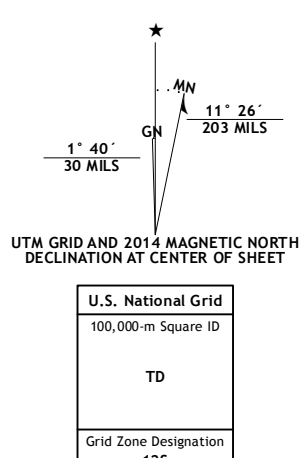 MN
11° 26´
GN
203 MILS
1° 40´
30 MILS
UTM GRID AND 2014 MAGNETIC NORTH
DECLINATION AT CENTER OF SHEET
U.S. National Grid
100,000-m Square ID
TD
Grid Zone Designation